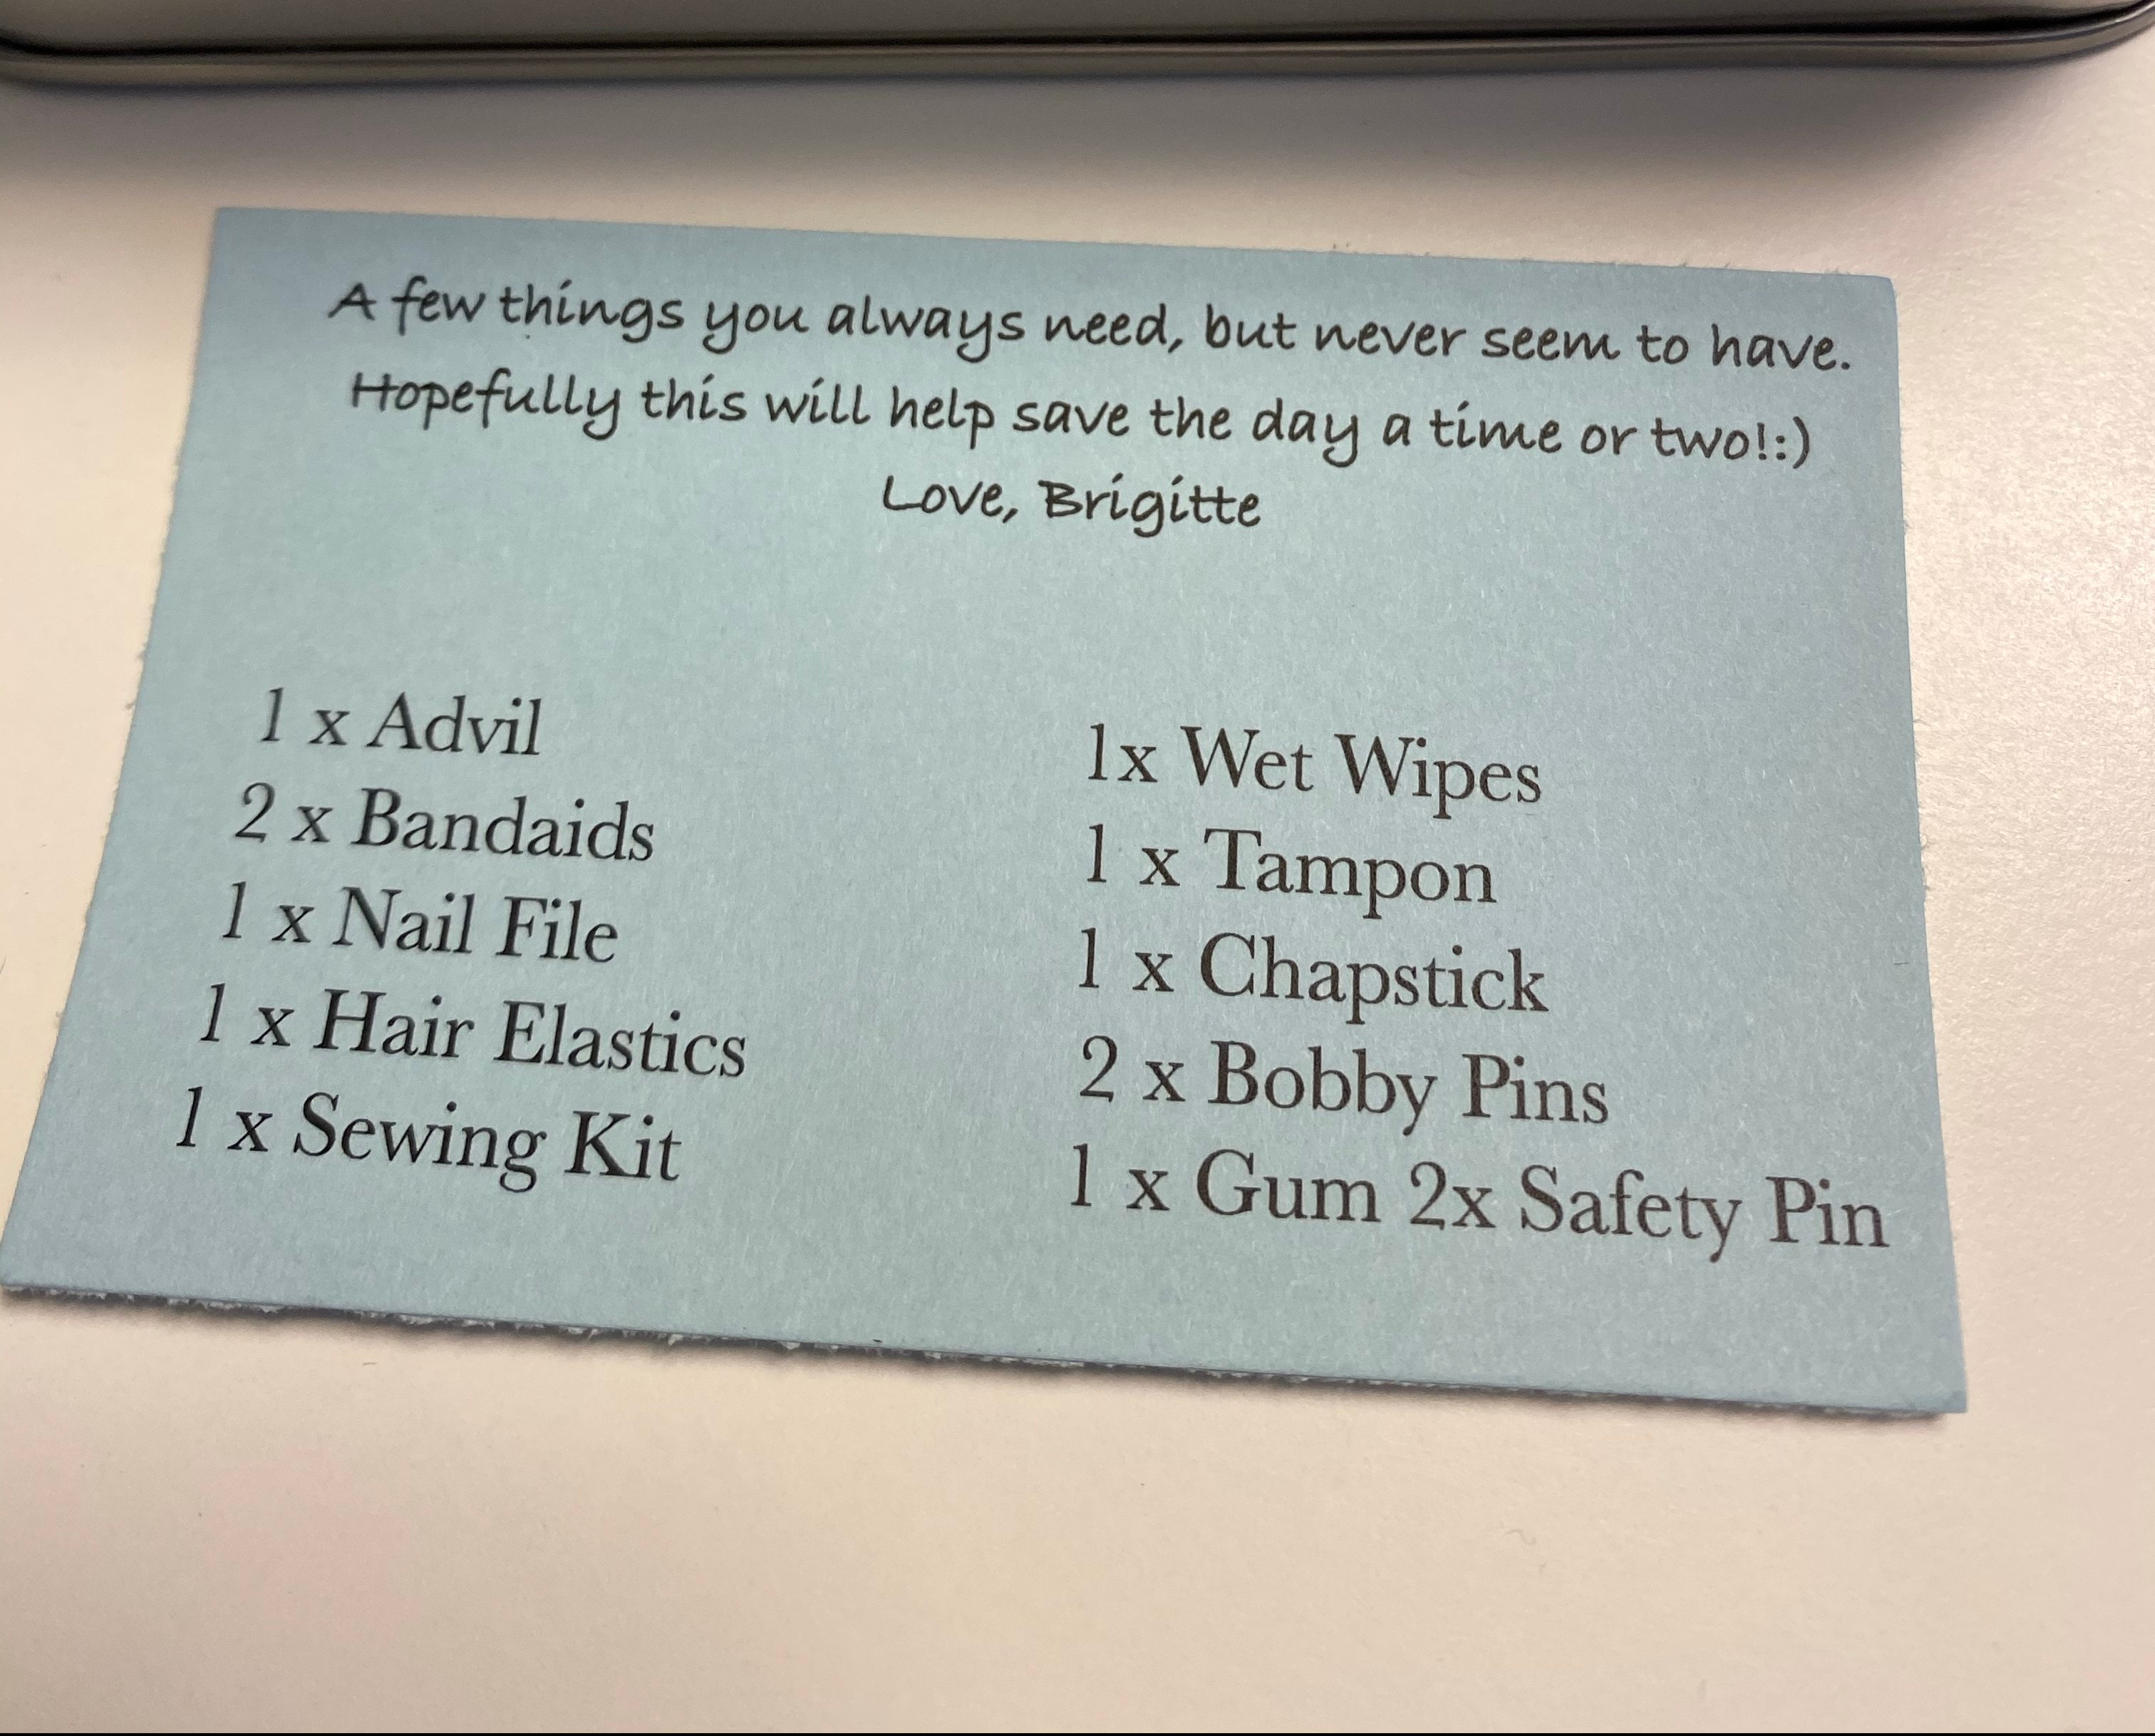 A few things you always need, but never seem to have.
Hopefully this will help save the day a time or two!:)
Love, Brigitte
1 x Advil
2 x Bandaids
1 x Nail File
1 x Hair Elastics
1 x Sewing Kit
1x Wet Wipes
1 x Tampon
1 x Chapstick
2 x Bobby Pins
1 x Gum 2x Safety Pin